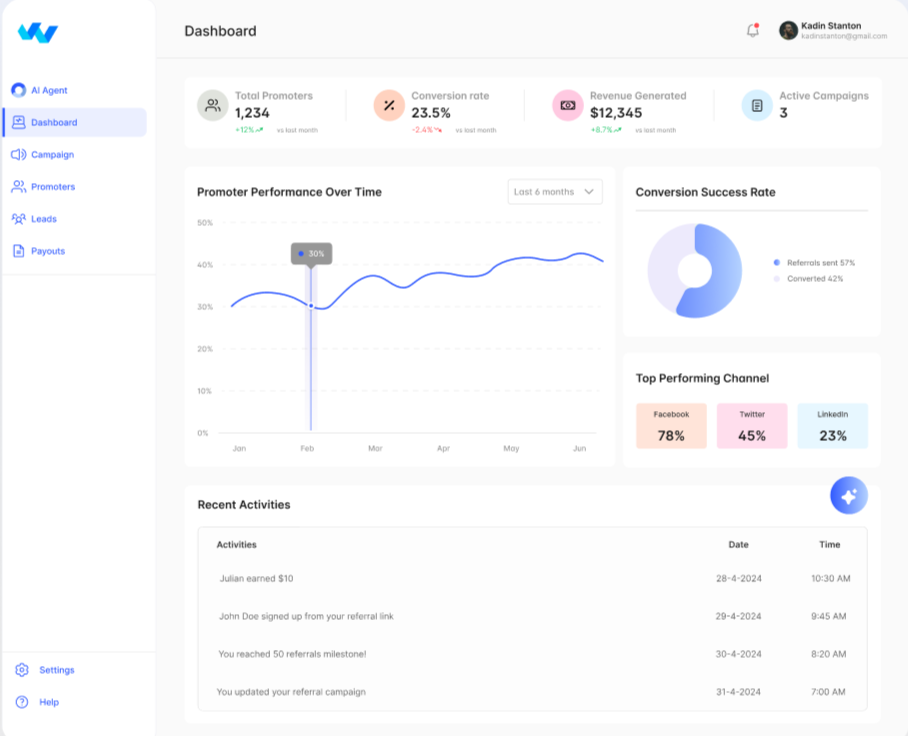 Dashboard
Kadin Stanton
kadinstanton@gmail.com
AI Agent
Dashboard
Campaign
Promoters
Leads
Payouts
Settings
Help
Total Promoters
1,234
+12% vs last month
Conversion rate
23.5%
-2.4% vs last month
Revenue Generated
$12,345
+8.7% vs last month
Active Campaigns
3
Promoter Performance Over Time
Last 6 months
50%
40%
30%
20%
10%
0%
30%
Jan Feb Mar Apr May Jun
Conversion Success Rate
Referrals sent 57%
Converted 42%
Top Performing Channel
Facebook
78%
Twitter
45%
LinkedIn
23%
Recent Activities
Activities Date Time
Julian earned $10 28-4-2024 10:30 AM
John Doe signed up from your referral link 29-4-2024 9:45 AM
You reached 50 referrals milestone! 30-4-2024 8:20 AM
You updated your referral campaign 31-4-2024 7:00 AM